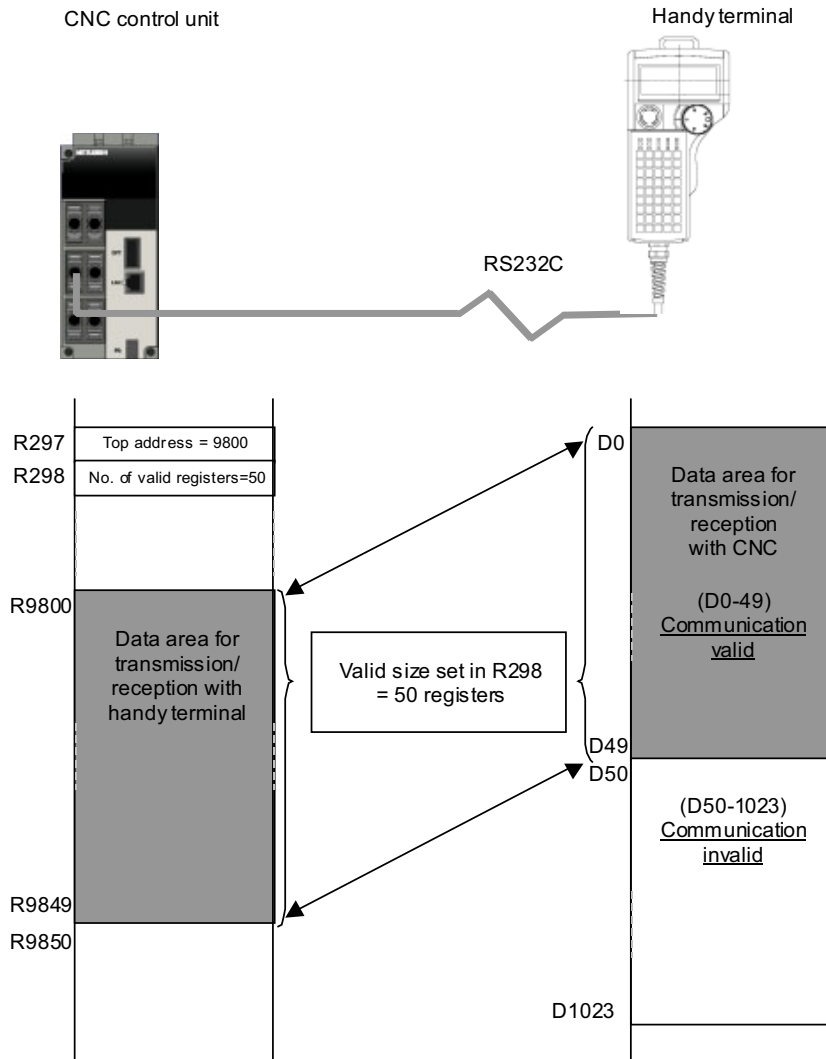 CNC control unit
Handy terminal
RS232C
R297
Top address = 9800
R298
No. of valid registers=50
D0
Data area for
transmission/
reception
with CNC
(D0-49)
Communication
valid
R9800
Data area for
transmission/
reception with
handy terminal
Valid size set in R298
= 50 registers
D49
D50
(D50-1023)
Communication
invalid
R9849
R9850
D1023